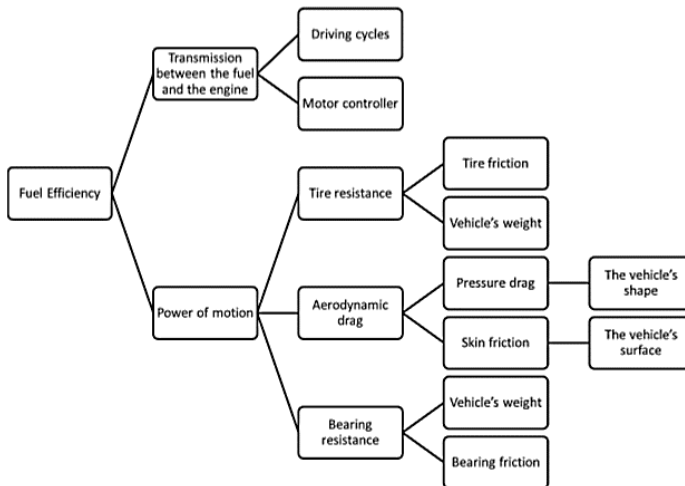 Driving cycles
Transmission
between the fuel
and the engine
Motor controller
Tire friction
Fuel Efficiency
Tire resistance
Vehicle's weight
Pressure drag
The vehicle's
shape
Power of motion
Aerodynamic
drag
Skin friction
The vehicle's
surface
Vehicle's weight
Bearing
resistance
Bearing friction